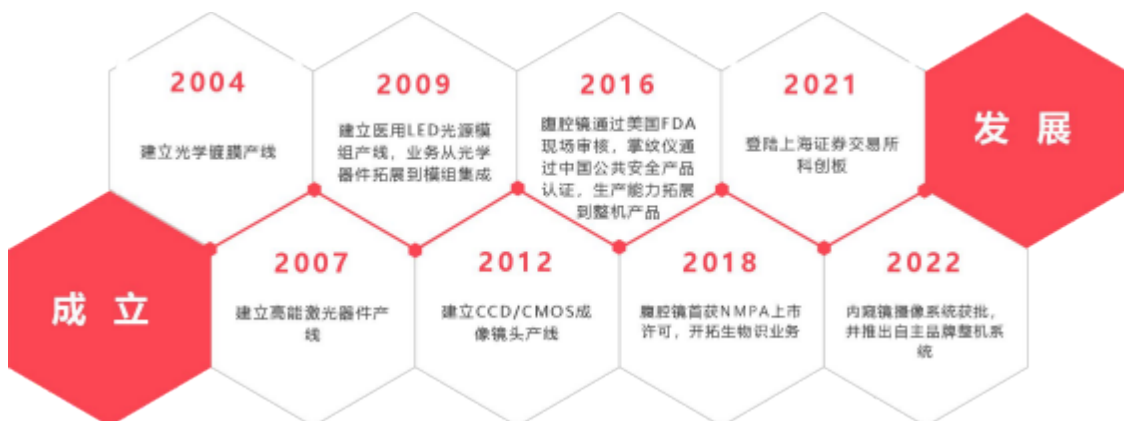 2004
建立光学镀膜产线
2009
建立医用LED光源模
组产线，业务从光学
器件拓展到模组集成
2016
腹腔镜通过美国FDA
现场审核，掌纹仪通
过中国公共安全产品
认证，生产能力拓展
到整机产品
2021
登陆上海证券交易所
科创板
发 展
成 立
2007
建立高能激光器件产
线
2012
建立CCD/CMOS成
像镜头产线
2018
腹腔镜首获NMPA上市
许可，开拓生物识业务
2022
内窥镜摄像系统获批，
并推出自主品牌整机系
统